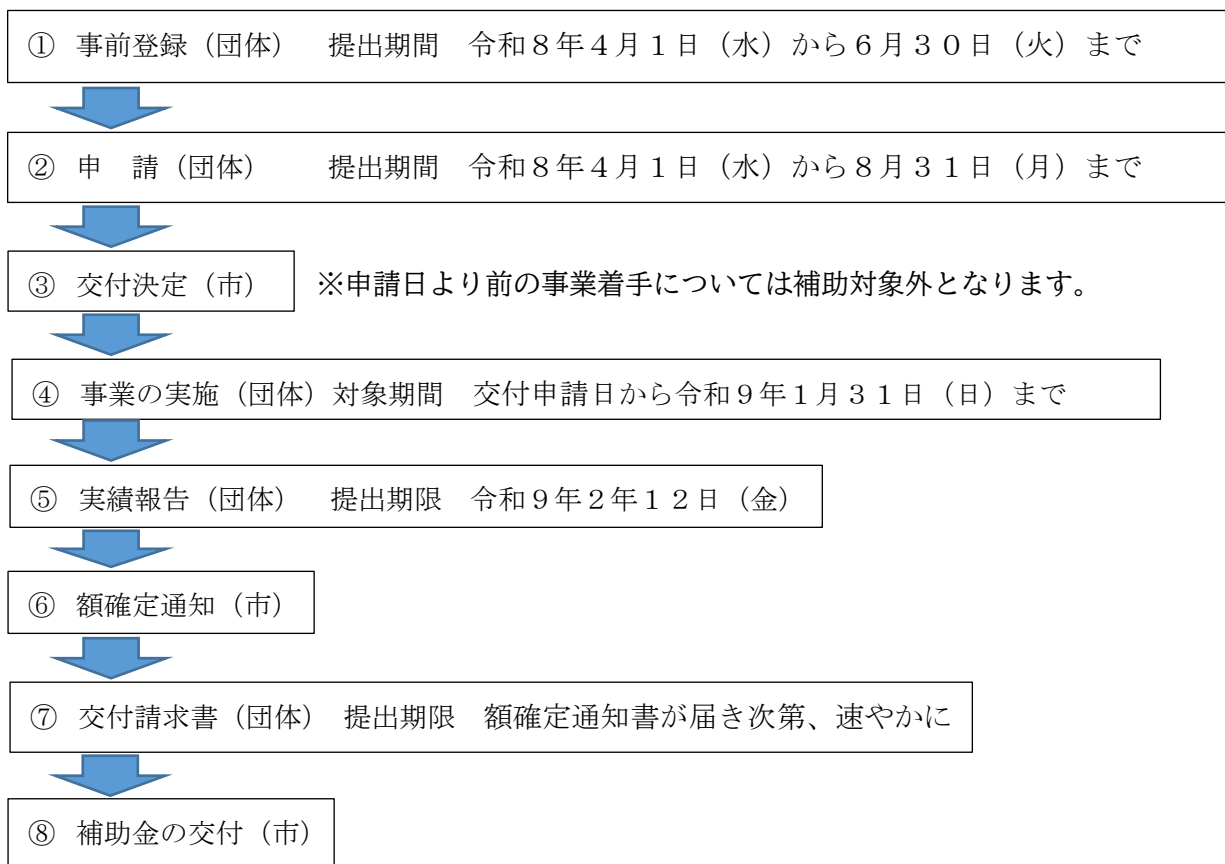 ① 事前登録（団体）　提出期間　令和８年４月１日（水）から６月３０日（火）まで
② 申　請（団体）　　提出期間　令和８年４月１日（水）から８月３１日（月）まで
③ 交付決定（市）　※申請日より前の事業着手については補助対象外となります。
④ 事業の実施（団体）対象期間　交付申請日から令和９年１月３１日（日）まで
⑤ 実績報告（団体）　提出期限　令和９年２年１２日（金）
⑥ 額確定通知（市）
⑦ 交付請求書（団体）　提出期限　額確定通知書が届き次第、速やかに
⑧ 補助金の交付（市）